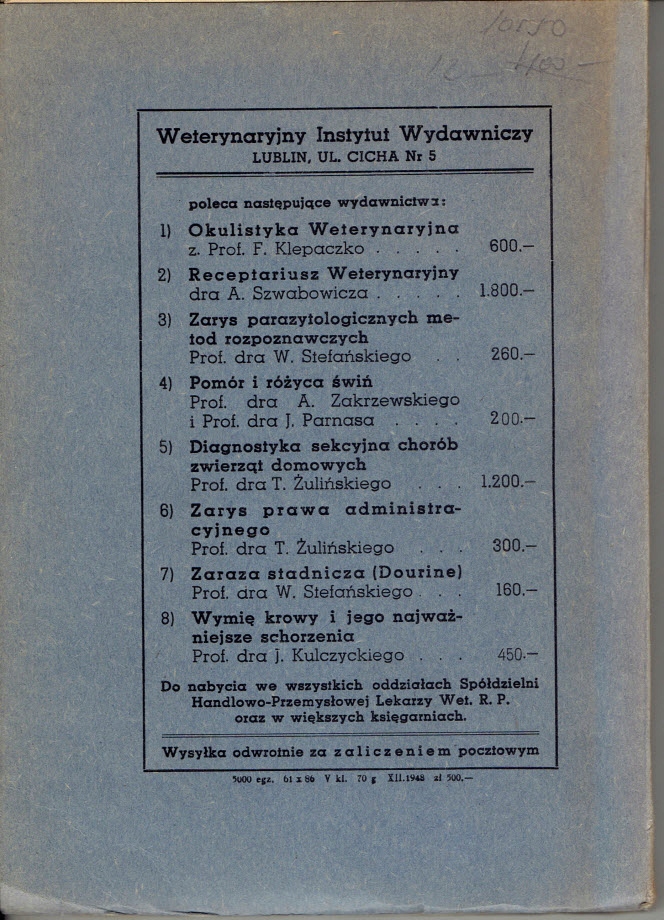 10550
12 400–
Weterynaryjny Instytut Wydawniczy
LUBLIN, UL. CICHA Nr 5
poleca następujące wydawnictwa:
1) Okulistyka Weterynaryjna
z. Prof. F. Klepaczko . . . . . 600.—
2) Receptariusz Weterynaryjny
dra A. Szwabowicza . . . . . 1.800.—
3) Zarys parazytologicznych me-
tod rozpoznawczych
Prof. dra W. Stefańskiego . . 260.—
4) Pomór i różyca świń
Prof. dra A. Zakrzewskiego
i Prof. dra J. Parnasa . . . . 200.—
5) Diagnostyka sekcyjna chorób
zwierząt domowych
Prof. dra T. Żulińskiego . . . 1.200.—
6) Zarys prawa administra-
cyjnego
Prof. dra T. Żulińskiego . . . 300.—
7) Zaraza stadnicza (Dourine)
Prof. dra W. Stefańskiego . . . 160.—
8) Wymię krowy i jego najważ-
niejsze schorzenia
Prof. dra J. Kulczyckiego . . . 450.—
Do nabycia we wszystkich oddziałach Spółdzielni
Handlowo-Przemysłowej Lekarzy Wet. R. P.
oraz w większych księgarniach.
Wysyłka odwrotnie za zaliczeniem pocztowym
5000 egz. 61 x 86 V kl. 70 g XII.1948 zł 500.—